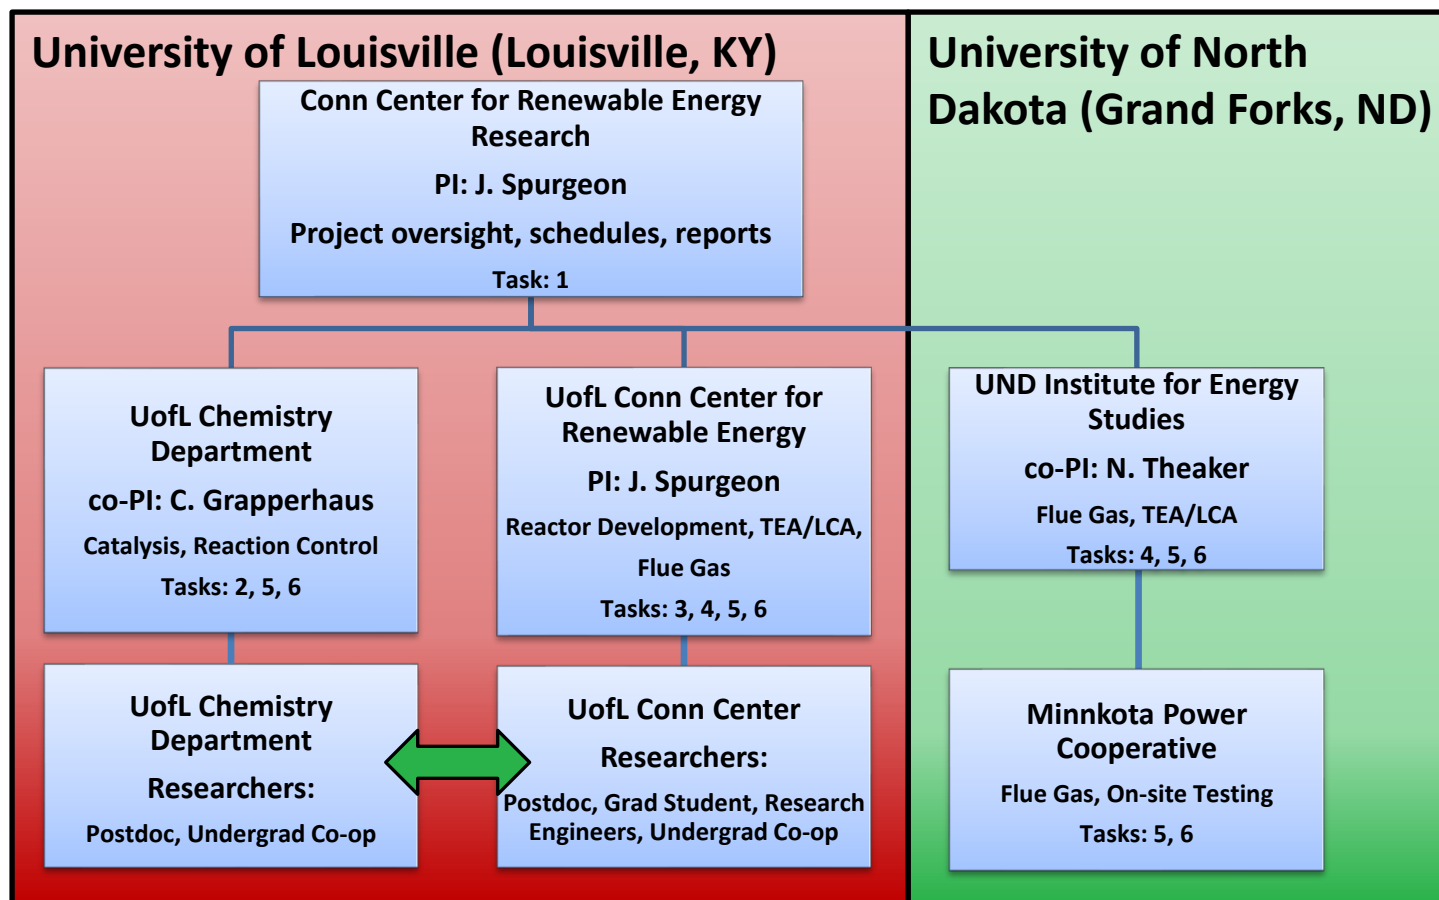 University of Louisville (Louisville, KY)
University of North
Dakota (Grand Forks, ND)
Conn Center for Renewable Energy
Research
PI: J. Spurgeon
Project oversight, schedules, reports
Task: 1
UofL Chemistry
Department
co-PI: C. Grapperhaus
Catalysis, Reaction Control
Tasks: 2, 5, 6
UofL Conn Center for
Renewable Energy
PI: J. Spurgeon
Reactor Development, TEA/LCA,
Flue Gas
Tasks: 3, 4, 5, 6
UND Institute for Energy
Studies
co-PI: N. Theaker
Flue Gas, TEA/LCA
Tasks: 4, 5, 6
UofL Chemistry
Department
Researchers:
Postdoc, Undergrad Co-op
UofL Conn Center
Researchers:
Postdoc, Grad Student, Research
Engineers, Undergrad Co-op
Minnkota Power
Cooperative
Flue Gas, On-site Testing
Tasks: 5, 6